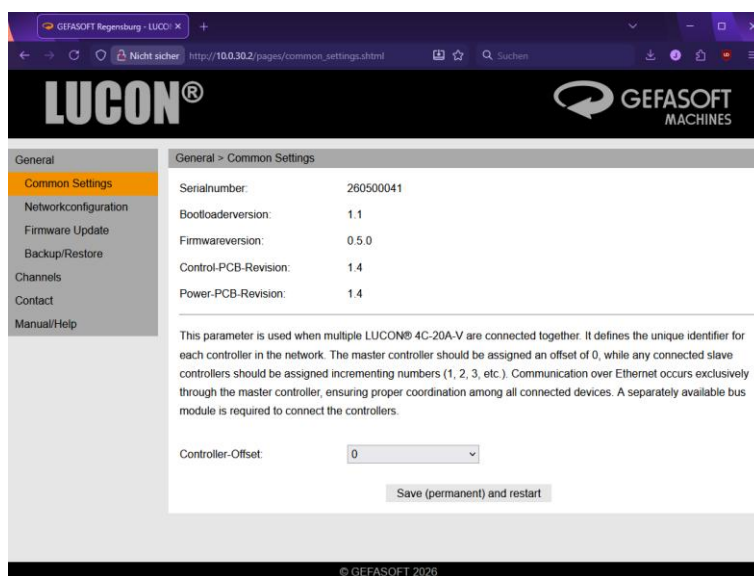 GEFASOFT Regensburg - LUCO
Nicht sicher http://10.0.30.2/pages/common_settings.shtml Suchen
LUCON®
GEFASOFT
MACHINES
General
Common Settings
Networkconfiguration
Firmware Update
Backup/Restore
Channels
Contact
Manual/Help
General > Common Settings
Serialnumber: 260500041
Bootloaderversion: 1.1
Firmwareversion: 0.5.0
Control-PCB-Revision: 1.4
Power-PCB-Revision: 1.4
This parameter is used when multiple LUCON® 4C-20A-V are connected together. It defines the unique identifier for
each controller in the network. The master controller should be assigned an offset of 0, while any connected slave
controllers should be assigned incrementing numbers (1, 2, 3, etc.). Communication over Ethernet occurs exclusively
through the master controller, ensuring proper coordination among all connected devices. A separately available bus
module is required to connect the controllers.
Controller-Offset: 0
Save (permanent) and restart
© GEFASOFT 2026